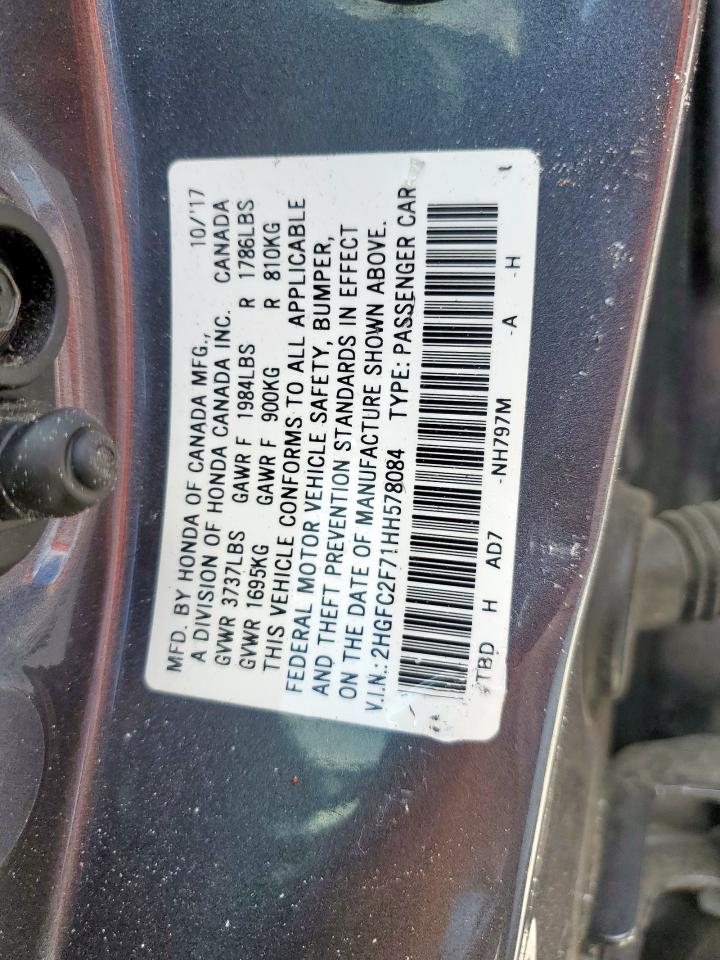 MFD. BY HONDA OF CANADA MFG., 10/'17
A DIVISION OF HONDA CANADA INC. CANADA
GVWR 3737LBS GAWR F 1984LBS R 1786LBS
GVWR 1695KG GAWR F 900KG R 810KG
THIS VEHICLE CONFORMS TO ALL APPLICABLE
FEDERAL MOTOR VEHICLE SAFETY, BUMPER,
AND THEFT PREVENTION STANDARDS IN EFFECT
ON THE DATE OF MANUFACTURE SHOWN ABOVE.
V.I.N.: 2HGFC2F71HH578084 TYPE: PASSENGER CAR
TBD H AD7 -NH797M -A -H